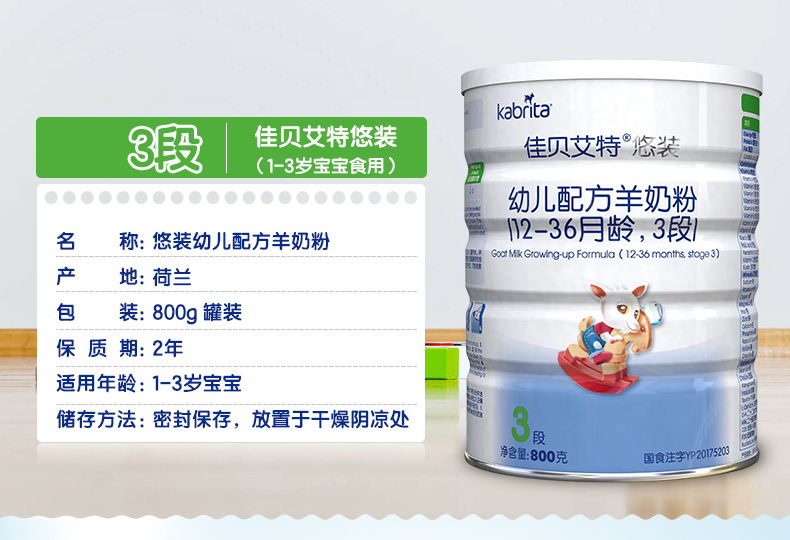 3段
佳贝艾特悠装
（1-3岁宝宝食用）
名 称: 悠装幼儿配方羊奶粉
产 地: 荷兰
包 装: 800g 罐装
保 质 期: 2年
适用年龄: 1-3岁宝宝
储存方法: 密封保存，放置于干燥阴凉处
kabrita®
佳贝艾特®悠装
幼儿配方羊奶粉
(12-36月龄, 3段)
Goat Milk Growing-up Formula (12-36 months, stage 3)
3段
净含量:800克
国食注字YP20175203